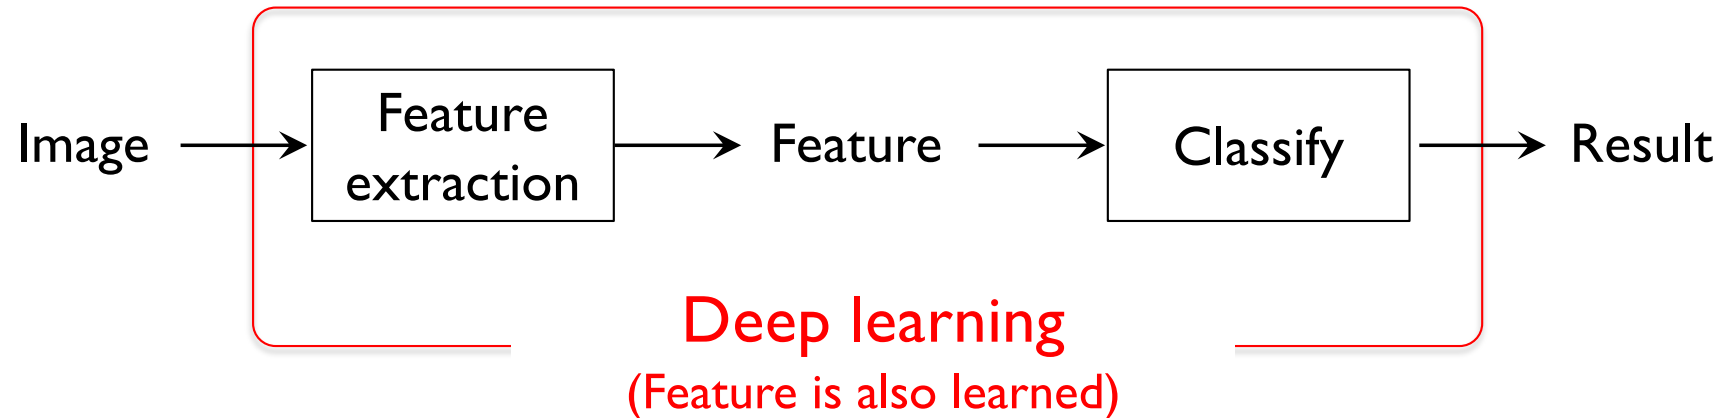 Image
Feature
extraction
Feature
Classify
Result
Deep learning
(Feature is also learned)